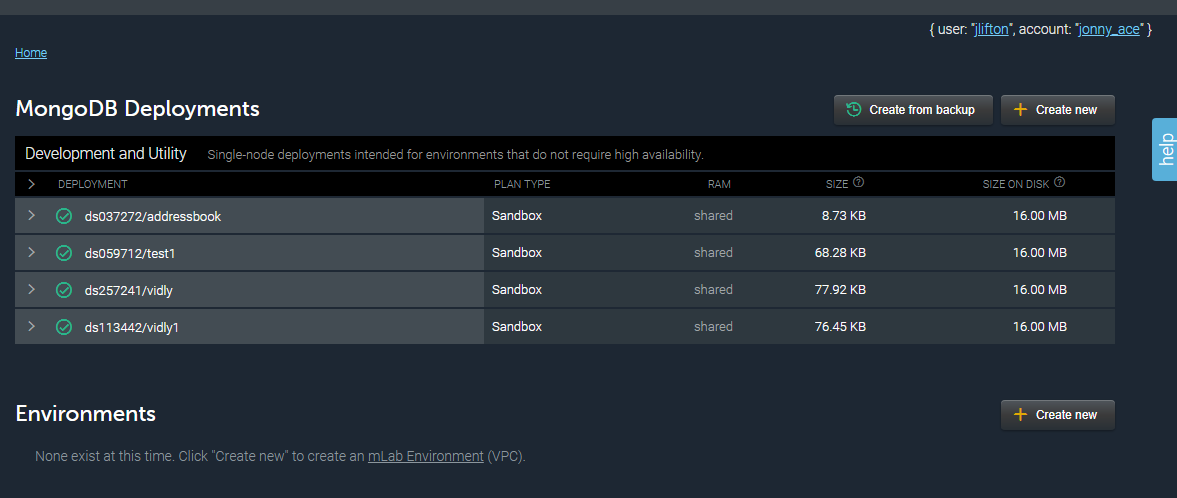 { user: "jlifton", account: "jonny_ace" }
Home
MongoDB Deployments
Create from backup
Create new
help
Development and Utility Single-node deployments intended for environments that do not require high availability.
DEPLOYMENT PLAN TYPE RAM SIZE SIZE ON DISK
ds037272/addressbook Sandbox shared 8.73 KB 16.00 MB
ds059712/test1 Sandbox shared 68.28 KB 16.00 MB
ds257241/vidly Sandbox shared 77.92 KB 16.00 MB
ds113442/vidly1 Sandbox shared 76.45 KB 16.00 MB
Environments
Create new
None exist at this time. Click "Create new" to create an mLab Environment (VPC).